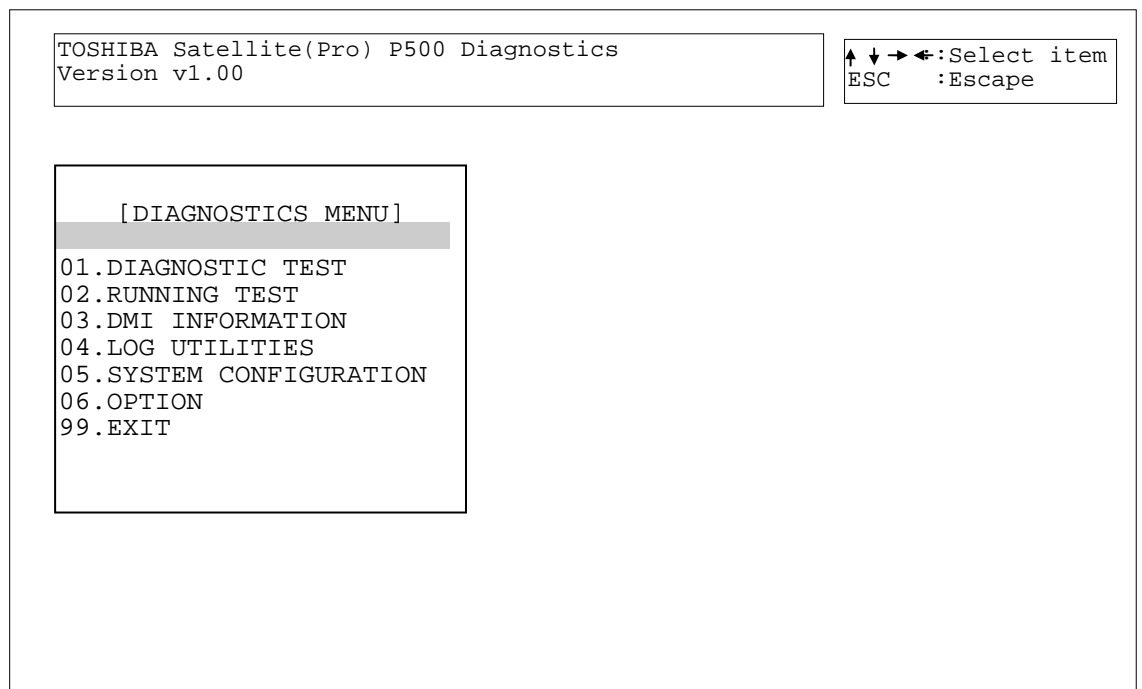 TOSHIBA Satellite(Pro) P500 Diagnostics
Version v1.00
↑ ↓ → ←:Select item
ESC :Escape
[DIAGNOSTICS MENU]
01.DIAGNOSTIC TEST
02.RUNNING TEST
03.DMI INFORMATION
04.LOG UTILITIES
05.SYSTEM CONFIGURATION
06.OPTION
99.EXIT